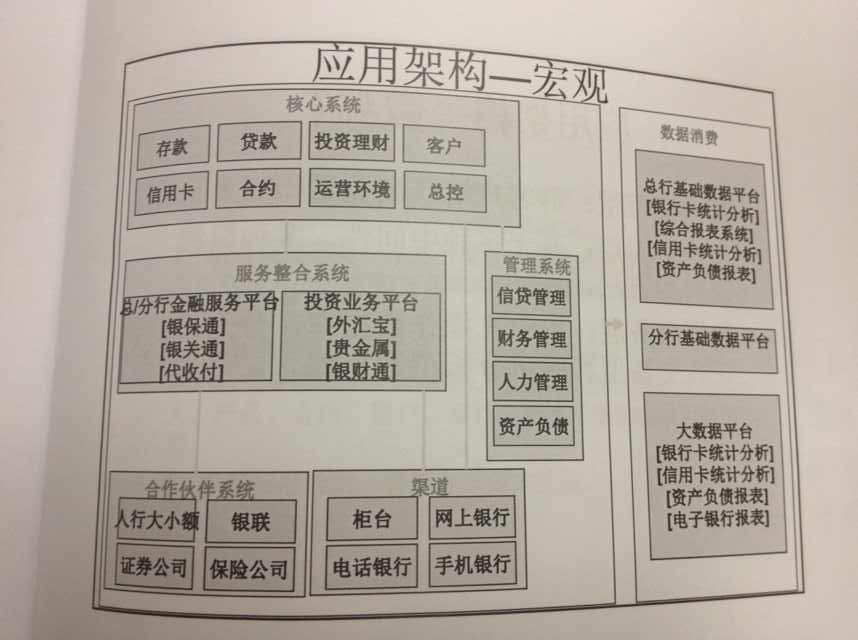 应用架构—宏观
核心系统
存款 贷款 投资理财 客户
信用卡 合约 运营环境 总控
服务整合系统
总/分行金融服务平台
[银保通]
[银关通]
[代收付]
投资业务平台
[外汇宝]
[贵金属]
[银财通]
管理系统
信贷管理
财务管理
人力管理
资产负债
合作伙伴系统
人行大小额 银联
证券公司 保险公司
渠道
柜台 网上银行
电话银行 手机银行
数据消费
总行基础数据平台
[银行卡统计分析]
[综合报表系统]
[信用卡统计分析]
[资产负债报表]
分行基础数据平台
大数据平台
[银行卡统计分析]
[信用卡统计分析]
[资产负债报表]
[电子银行报表]